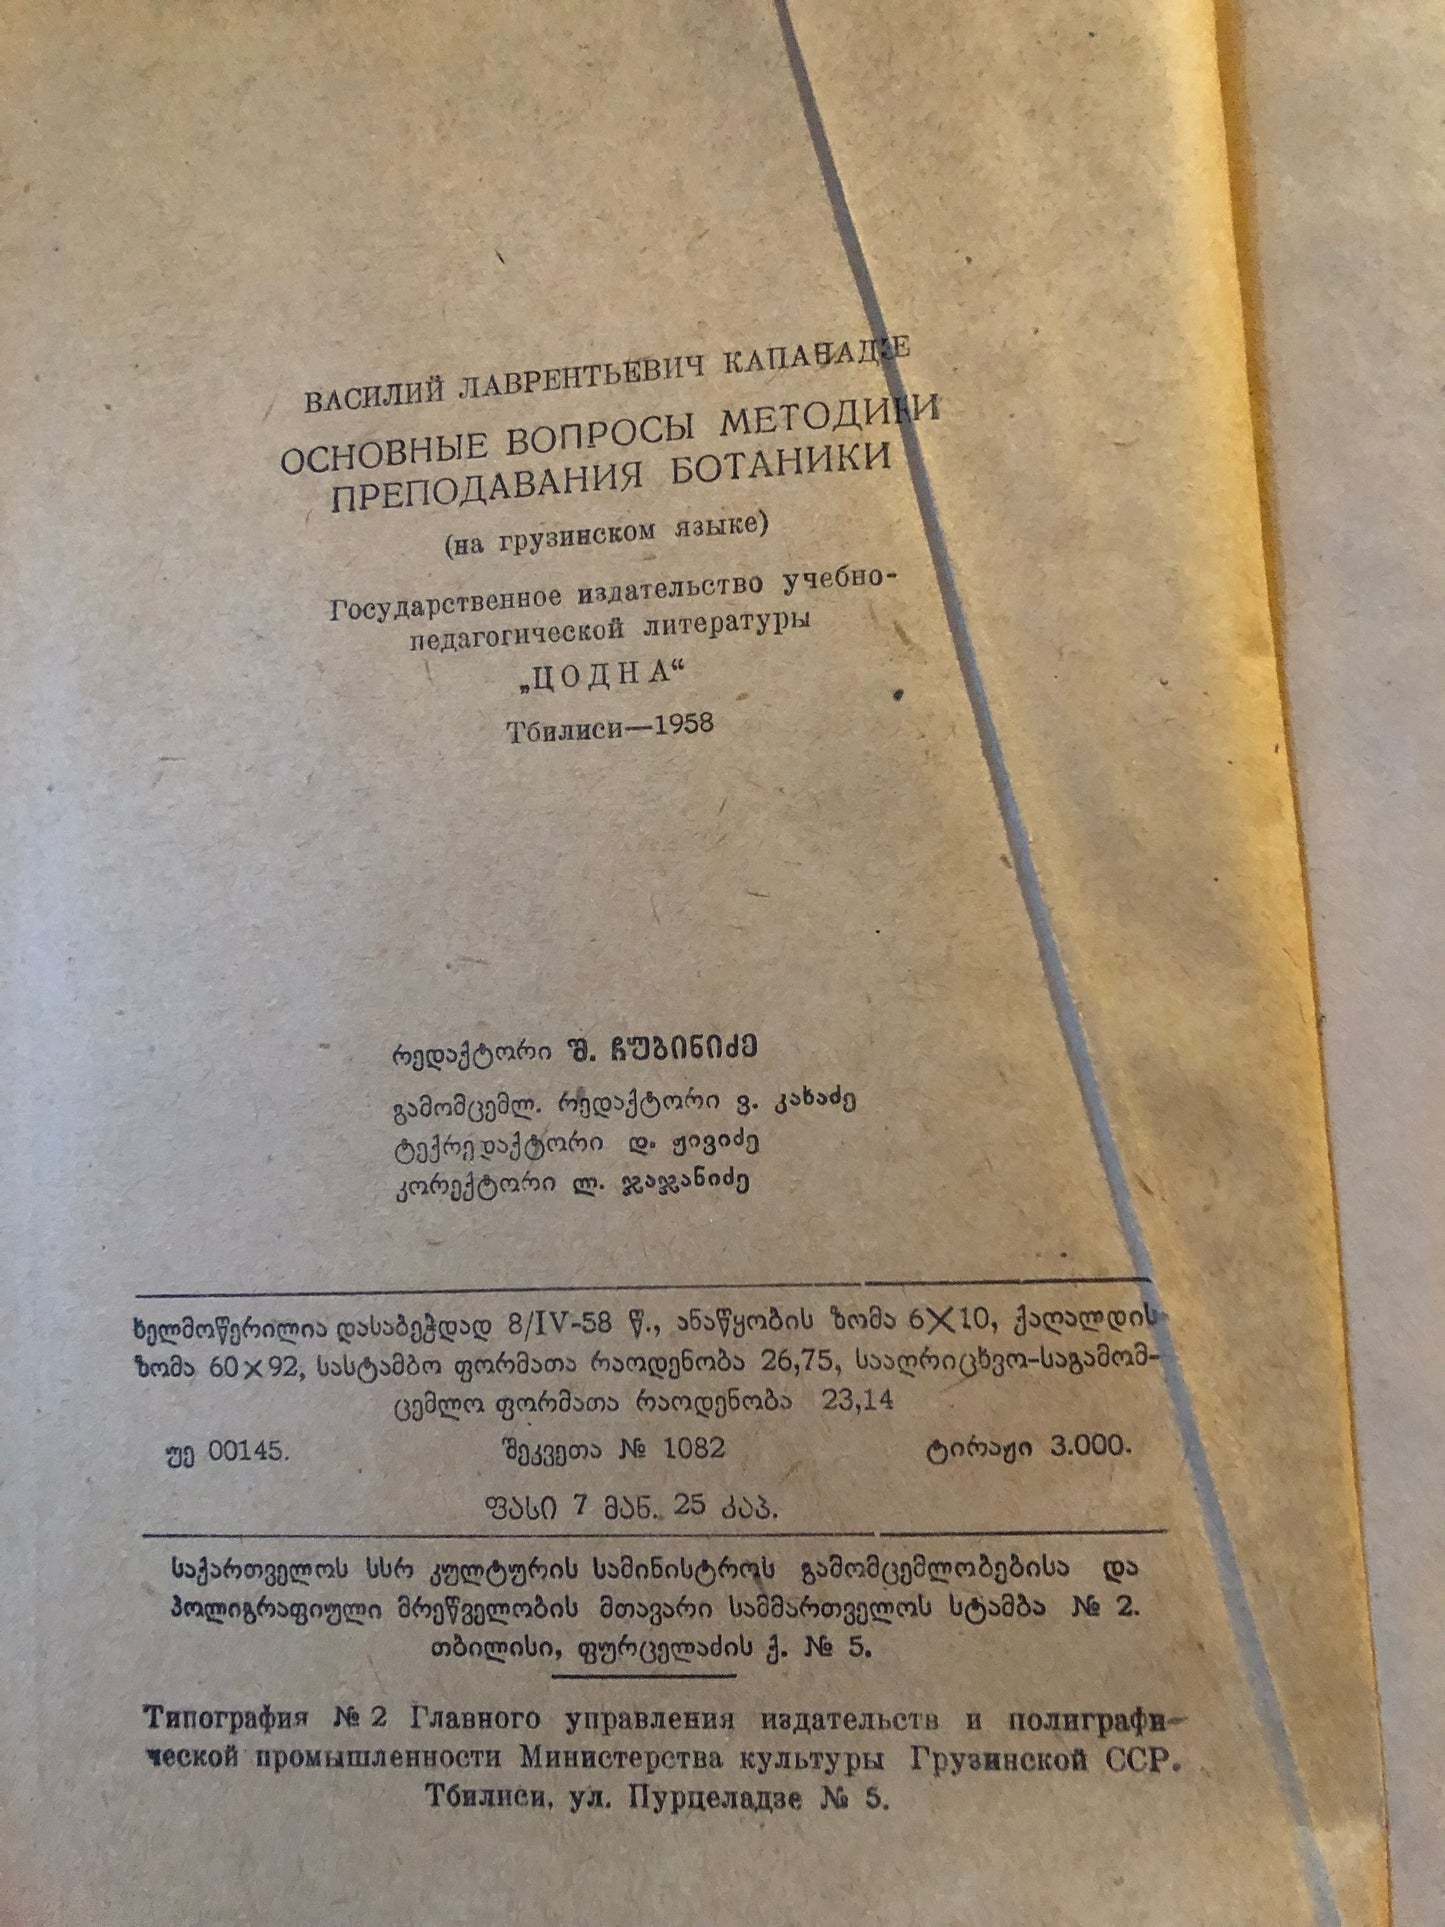 ВАСИЛИЙ ЛАВРЕНТЬЕВИЧ КАПАНАДЗЕ
ОСНОВНЫЕ ВОПРОСЫ МЕТОДИКИ
ПРЕПОДАВАНИЯ БОТАНИКИ
(на грузинском языке)
Государственное издательство учебно-
педагогической литературы
„ЦОДНА“
Тбилиси—1958
რედაქტორი შ. ჩუბინიძე
გამომცემლ. რედაქტორი ვ. კახაძე
ტექრედაქტორი დ. ჟივიძე
კორექტორი ლ. ჯაჯანიძე
ხელმოწერილია დასაბეჭდად 8/IV-58 წ., ანაწყობის ზომა 6×10, ქაღალდის
ზომა 60×92, სასტამბო ფორმათა რაოდენობა 26,75, სააღრიცხვო-საგამომ-
ცემლო ფორმათა რაოდენობა 23,14
უე 00145. შეკვეთა № 1082 ტირაჟი 3.000.
ფასი 7 მან. 25 კაპ.
საქართველოს სსრ კულტურის სამინისტროს გამომცემლობებისა და
პოლიგრაფიული მრეწველობის მთავარი სამმართველოს სტამბა № 2.
თბილისი, ფურცელაძის ქ. № 5.
Типография № 2 Главного управления издательств и полиграфи-
ческой промышленности Министерства культуры Грузинской ССР.
Тбилиси, ул. Пурцеладзе № 5.